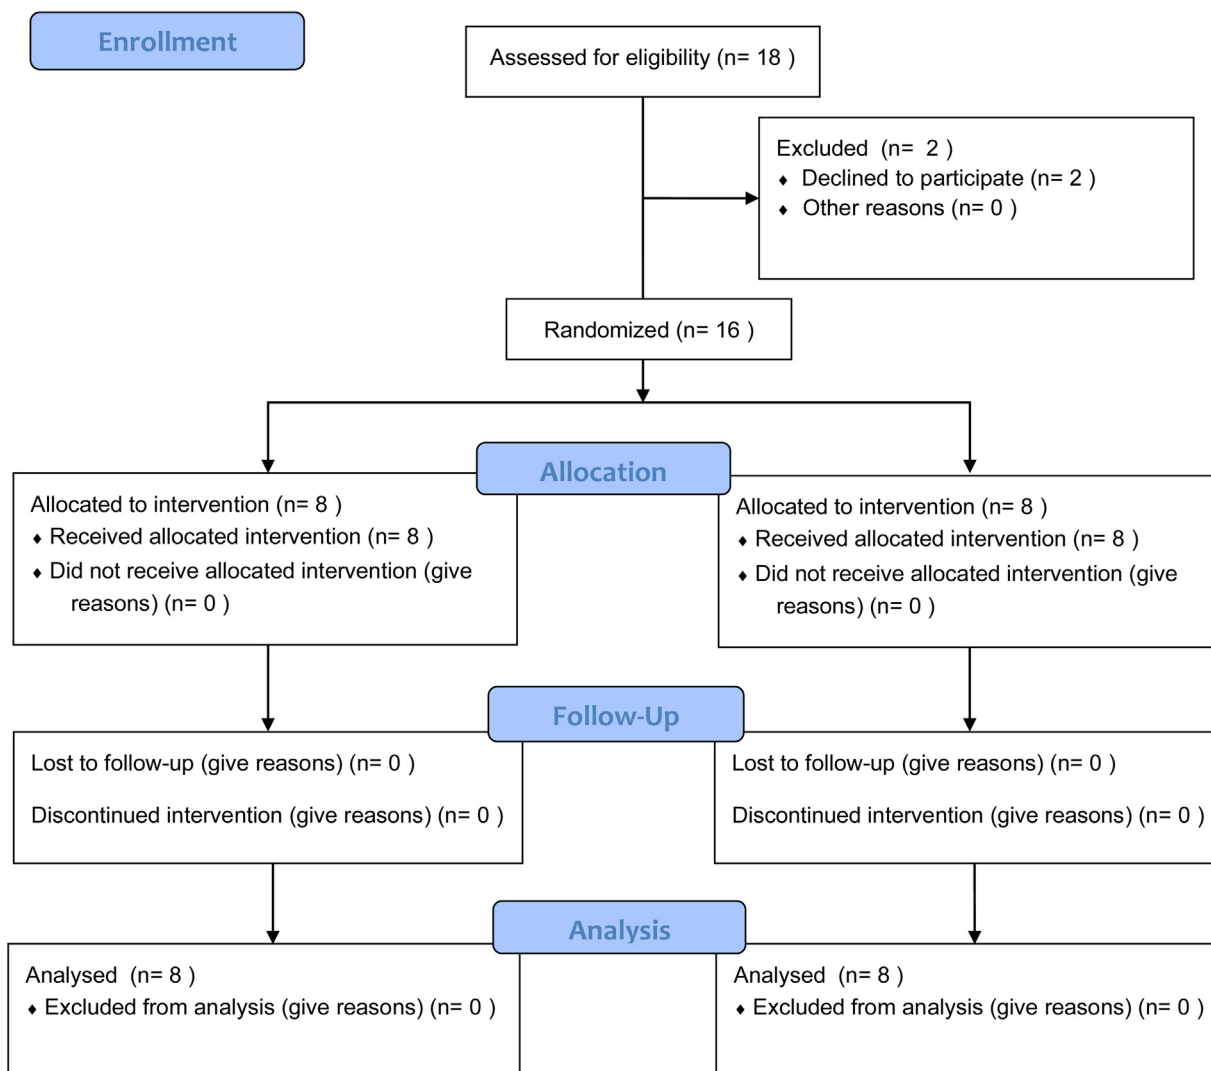 Enrollment
Assessed for eligibility (n= 18 )
Excluded  (n=  2 )
♦ Declined to participate (n= 2 )
♦ Other reasons (n= 0 )
Randomized (n= 16 )
Allocation
Allocated to intervention (n= 8 )
♦ Received allocated intervention (n= 8 )
♦ Did not receive allocated intervention (give
reasons) (n= 0 )
Allocated to intervention (n= 8 )
♦ Received allocated intervention (n= 8 )
♦ Did not receive allocated intervention (give
reasons) (n= 0 )
Follow-Up
Lost to follow-up (give reasons) (n= 0 )
Discontinued intervention (give reasons) (n= 0 )
Lost to follow-up (give reasons) (n= 0 )
Discontinued intervention (give reasons) (n= 0 )
Analysis
Analysed  (n= 8 )
♦ Excluded from analysis (give reasons) (n= 0 )
Analysed  (n= 8 )
♦ Excluded from analysis (give reasons) (n= 0 )